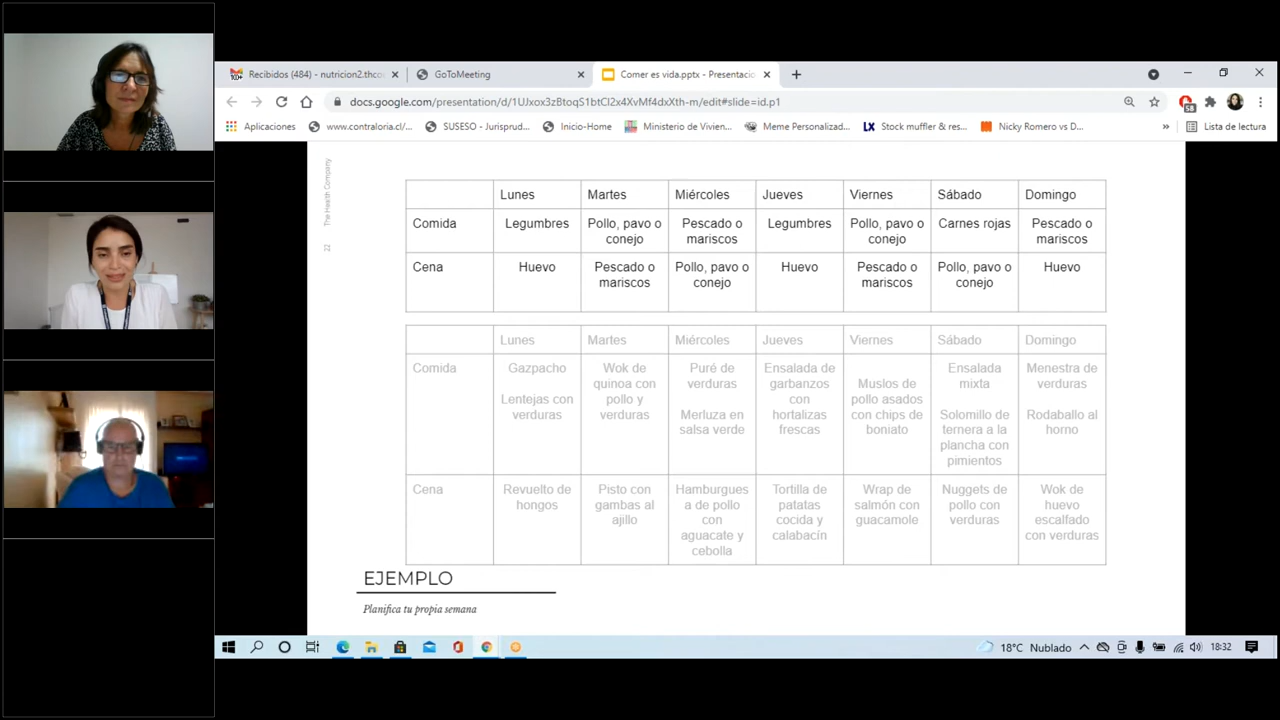 Recibidos (484) - nutricion2.thco
GoToMeeting
Comer es vida.pptx - Presentacio
docs.google.com/presentation/d/1UJxox3zBtoqS1btCl2x4XvMf4dxXth-m/edit#slide=id.p1
58
Aplicaciones
www.contraloria.cl/...
SUSESO - Jurisprud...
Inicio-Home
Ministerio de Vivien...
Meme Personalizad...
LX Stock muffler & res...
Nicky Romero vs D...
»
Lista de lectura
The Health Company
22
Lunes Martes Miércoles Jueves Viernes Sábado Domingo
Comida Legumbres Pollo, pavo o Pescado o Legumbres Pollo, pavo o Carnes rojas Pescado o
conejo mariscos conejo mariscos
Cena Huevo Pescado o Pollo, pavo o Huevo Pescado o Pollo, pavo o Huevo
mariscos conejo mariscos conejo
Lunes Martes Miércoles Jueves Viernes Sábado Domingo
Comida Gazpacho Wok de Puré de Ensalada de Ensalada Menestra de
quinoa con verduras garbanzos Muslos de mixta verduras
Lentejas con pollo y con pollo asados
verduras verduras Merluza en hortalizas con chips de Solomillo de Rodaballo al
salsa verde frescas boniato ternera a la horno
plancha con
pimientos
Cena Revuelto de Pisto con Hamburgues Tortilla de Wrap de Nuggets de Wok de
hongos gambas al a de pollo patatas salmón con pollo con huevo
ajillo con cocida y guacamole verduras escalfado
aguacate y calabacín con verduras
cebolla
EJEMPLO
Planifica tu propia semana
18°C Nublado
18:32